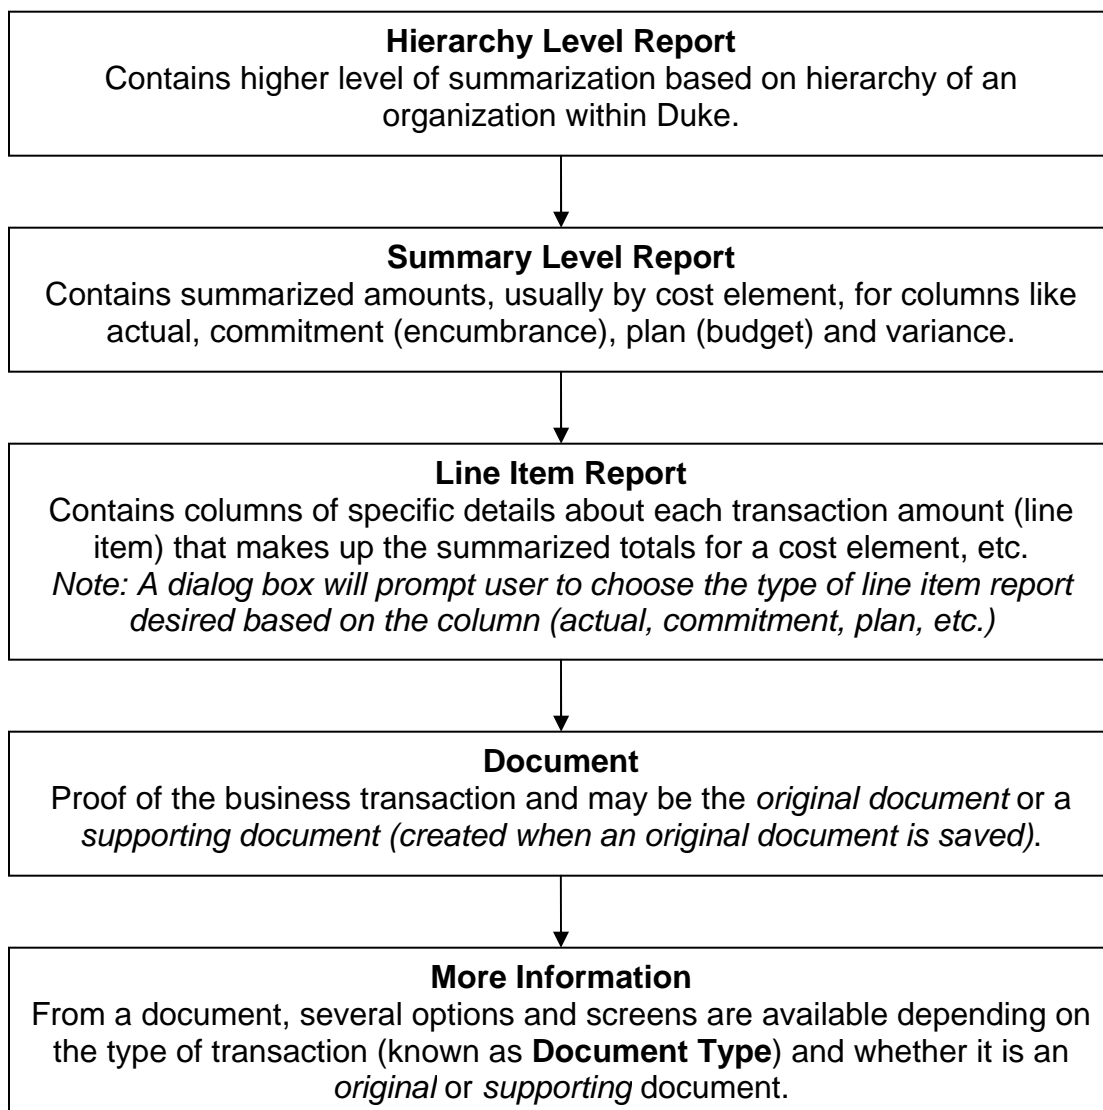 Hierarchy Level Report
Contains higher level of summarization based on hierarchy of an
organization within Duke.
Summary Level Report
Contains summarized amounts, usually by cost element, for columns like
actual, commitment (encumbrance), plan (budget) and variance.
Line Item Report
Contains columns of specific details about each transaction amount (line
item) that makes up the summarized totals for a cost element, etc.
Note: A dialog box will prompt user to choose the type of line item report
desired based on the column (actual, commitment, plan, etc.)
Document
Proof of the business transaction and may be the original document or a
supporting document (created when an original document is saved).
More Information
From a document, several options and screens are available depending on
the type of transaction (known as Document Type) and whether it is an
original or supporting document.